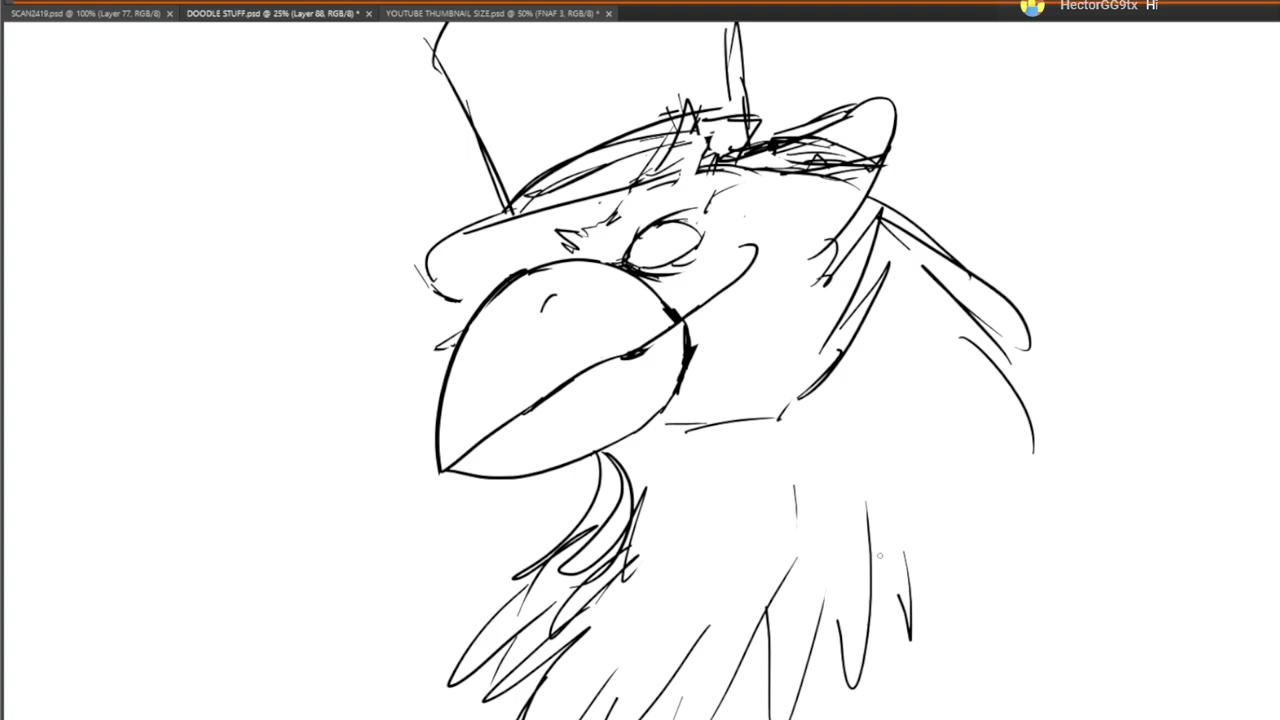 HectorGG9tx Hi
SCAN2419.psd @ 100% (Layer 77, RGB/8) × DOODLE STUFF.psd @ 25% (Layer 88, RGB/8) * × YOUTUBE THUMBNAIL SIZE.psd @ 50% (FNAF 3, RGB/8) * ×